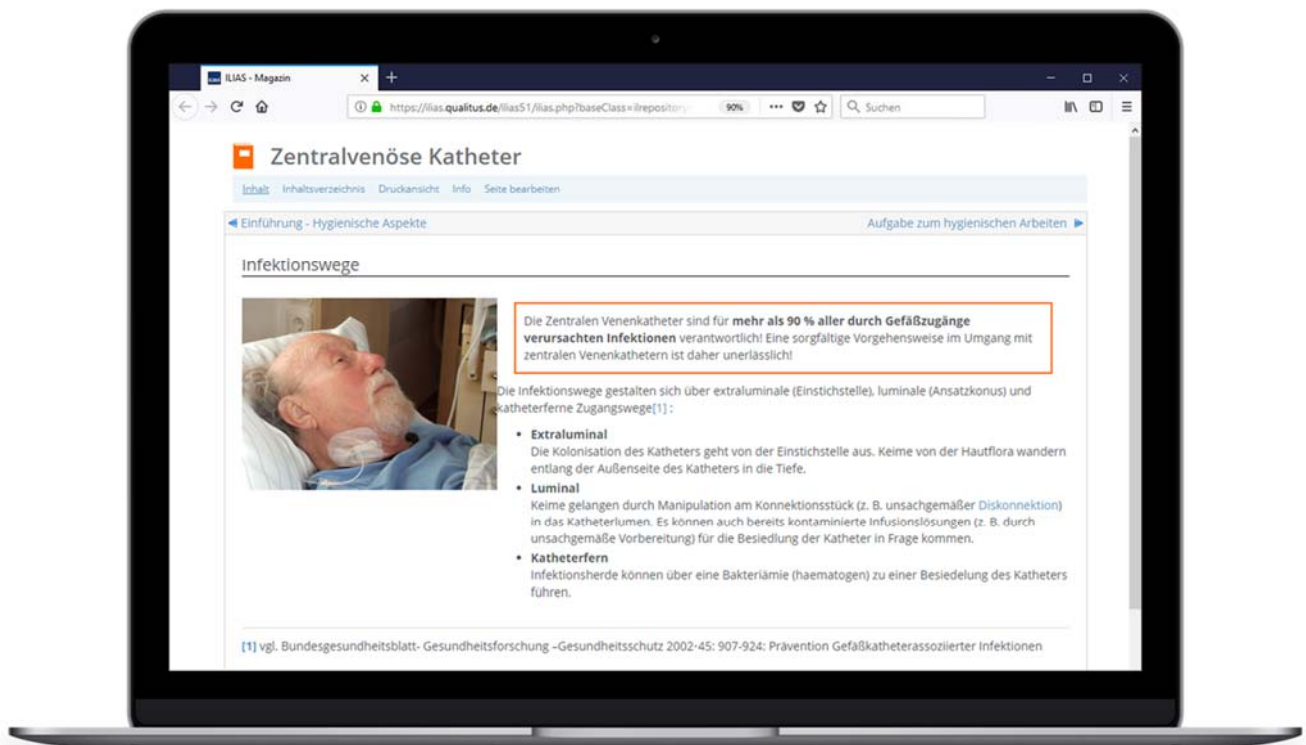 ILIAS - Magazin
https://ilias.qualitus.de/ilias51/ilias.php?baseClass=ilrepository
90%
Suchen
Zentralvenöse Katheter
Inhalt Inhaltsverzeichnis Druckansicht Info Seite bearbeiten
Einführung - Hygienische Aspekte
Aufgabe zum hygienischen Arbeiten
Infektionswege
Die Zentralen Venenkatheter sind für mehr als 90 % aller durch Gefäßzugänge
verursachten Infektionen verantwortlich! Eine sorgfältige Vorgehensweise im Umgang mit
zentralen Venenkathetern ist daher unerlässlich!
Die Infektionswege gestalten sich über extraluminale (Einstichstelle), luminale (Ansatzkonus) und
katheterferne Zugangswege[1] :
• Extraluminal
Die Kolonisation des Katheters geht von der Einstichstelle aus. Keime von der Hautflora wandern
entlang der Außenseite des Katheters in die Tiefe.
• Luminal
Keime gelangen durch Manipulation am Konnektionsstück (z. B. unsachgemäßer Diskonnektion)
in das Katheterlumen. Es können auch bereits kontaminierte Infusionslösungen (z. B. durch
unsachgemäße Vorbereitung) für die Besiedlung der Katheter in Frage kommen.
• Katheterfern
Infektionsherde können über eine Bakteriämie (haematogen) zu einer Besiedelung des Katheters
führen.
[1] vgl. Bundesgesundheitsblatt- Gesundheitsforschung –Gesundheitsschutz 2002-45: 907-924: Prävention Gefäßkatheterassoziierter Infektionen